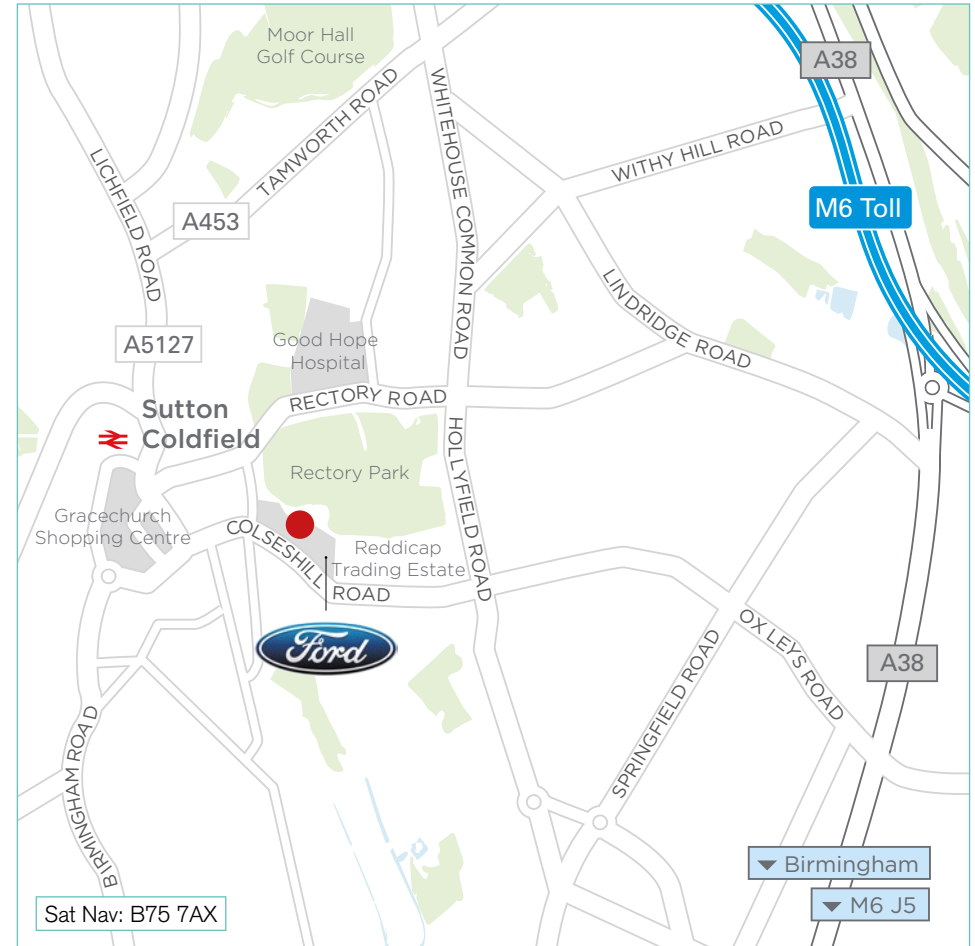 Moor Hall
Golf Course
A38
TAMWORTH ROAD
WHITEHOUSE COMMON ROAD
WITHY HILL ROAD
LICHFIELD ROAD
M6 Toll
A453
LINDRIDGE ROAD
A5127
Good Hope
Hospital
RECTORY ROAD
Sutton
Coldfield
HOLLYFIELD ROAD
Rectory Park
Gracechurch
Shopping Centre
COLSESHILL ROAD
Reddicap
Trading Estate
Ford
OX LEYS ROAD
A38
SPRINGFIELD ROAD
BIRMINGHAM ROAD
Birmingham
M6 J5
Sat Nav: B75 7AX